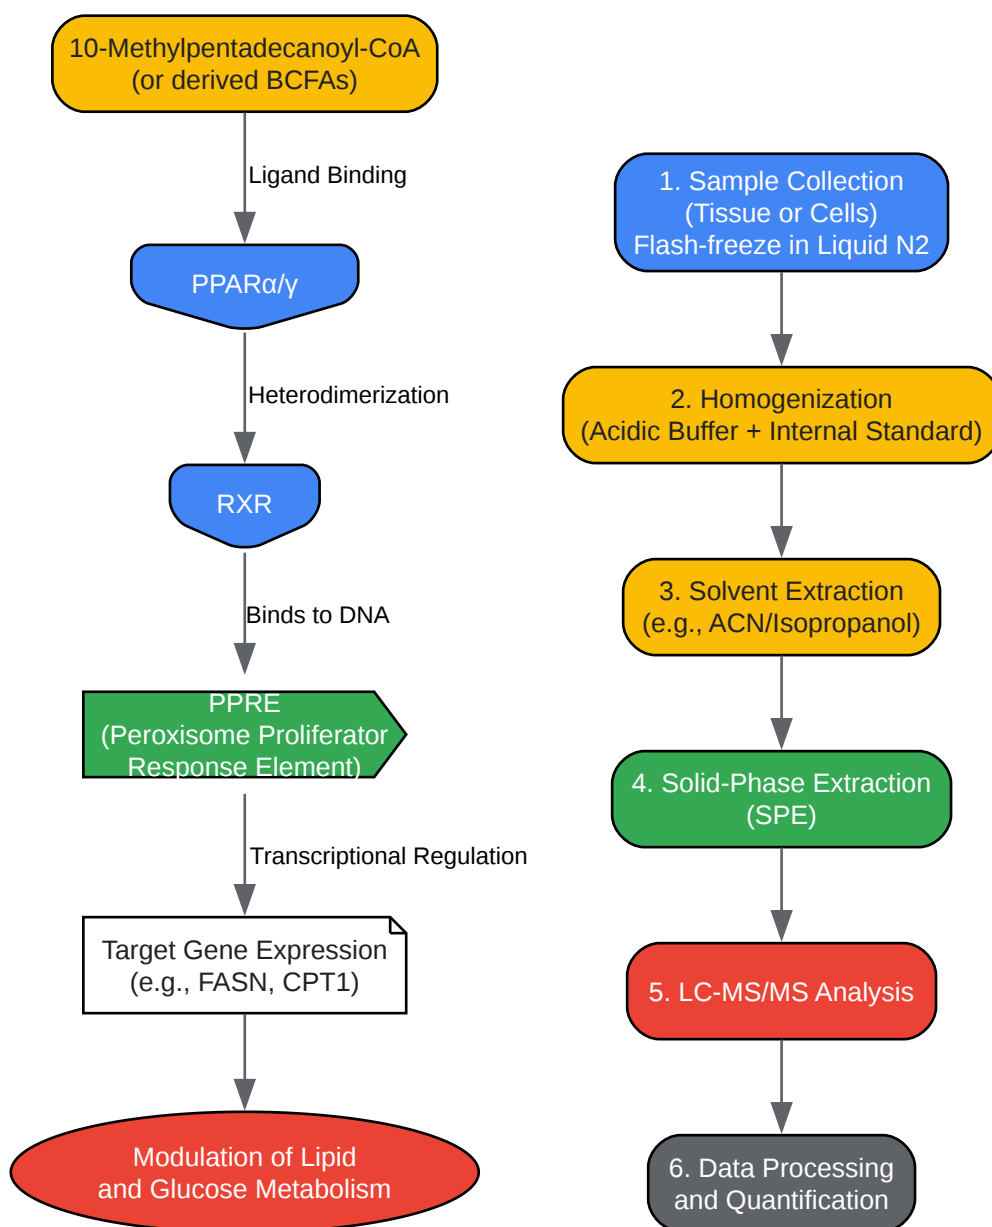 10-Methylpentadecanoyl-CoA
(or derived BCFAs)
Ligand Binding
PPARα/γ
Heterodimerization
RXR
Binds to DNA
PPRE
(Peroxisome Proliferator
Response Element)
Transcriptional Regulation
Target Gene Expression
(e.g., FASN, CPT1)
Modulation of Lipid
and Glucose Metabolism
1. Sample Collection
(Tissue or Cells)
Flash-freeze in Liquid N2
2. Homogenization
(Acidic Buffer + Internal Standard)
3. Solvent Extraction
(e.g., ACN/Isopropanol)
4. Solid-Phase Extraction
(SPE)
5. LC-MS/MS Analysis
6. Data Processing
and Quantification